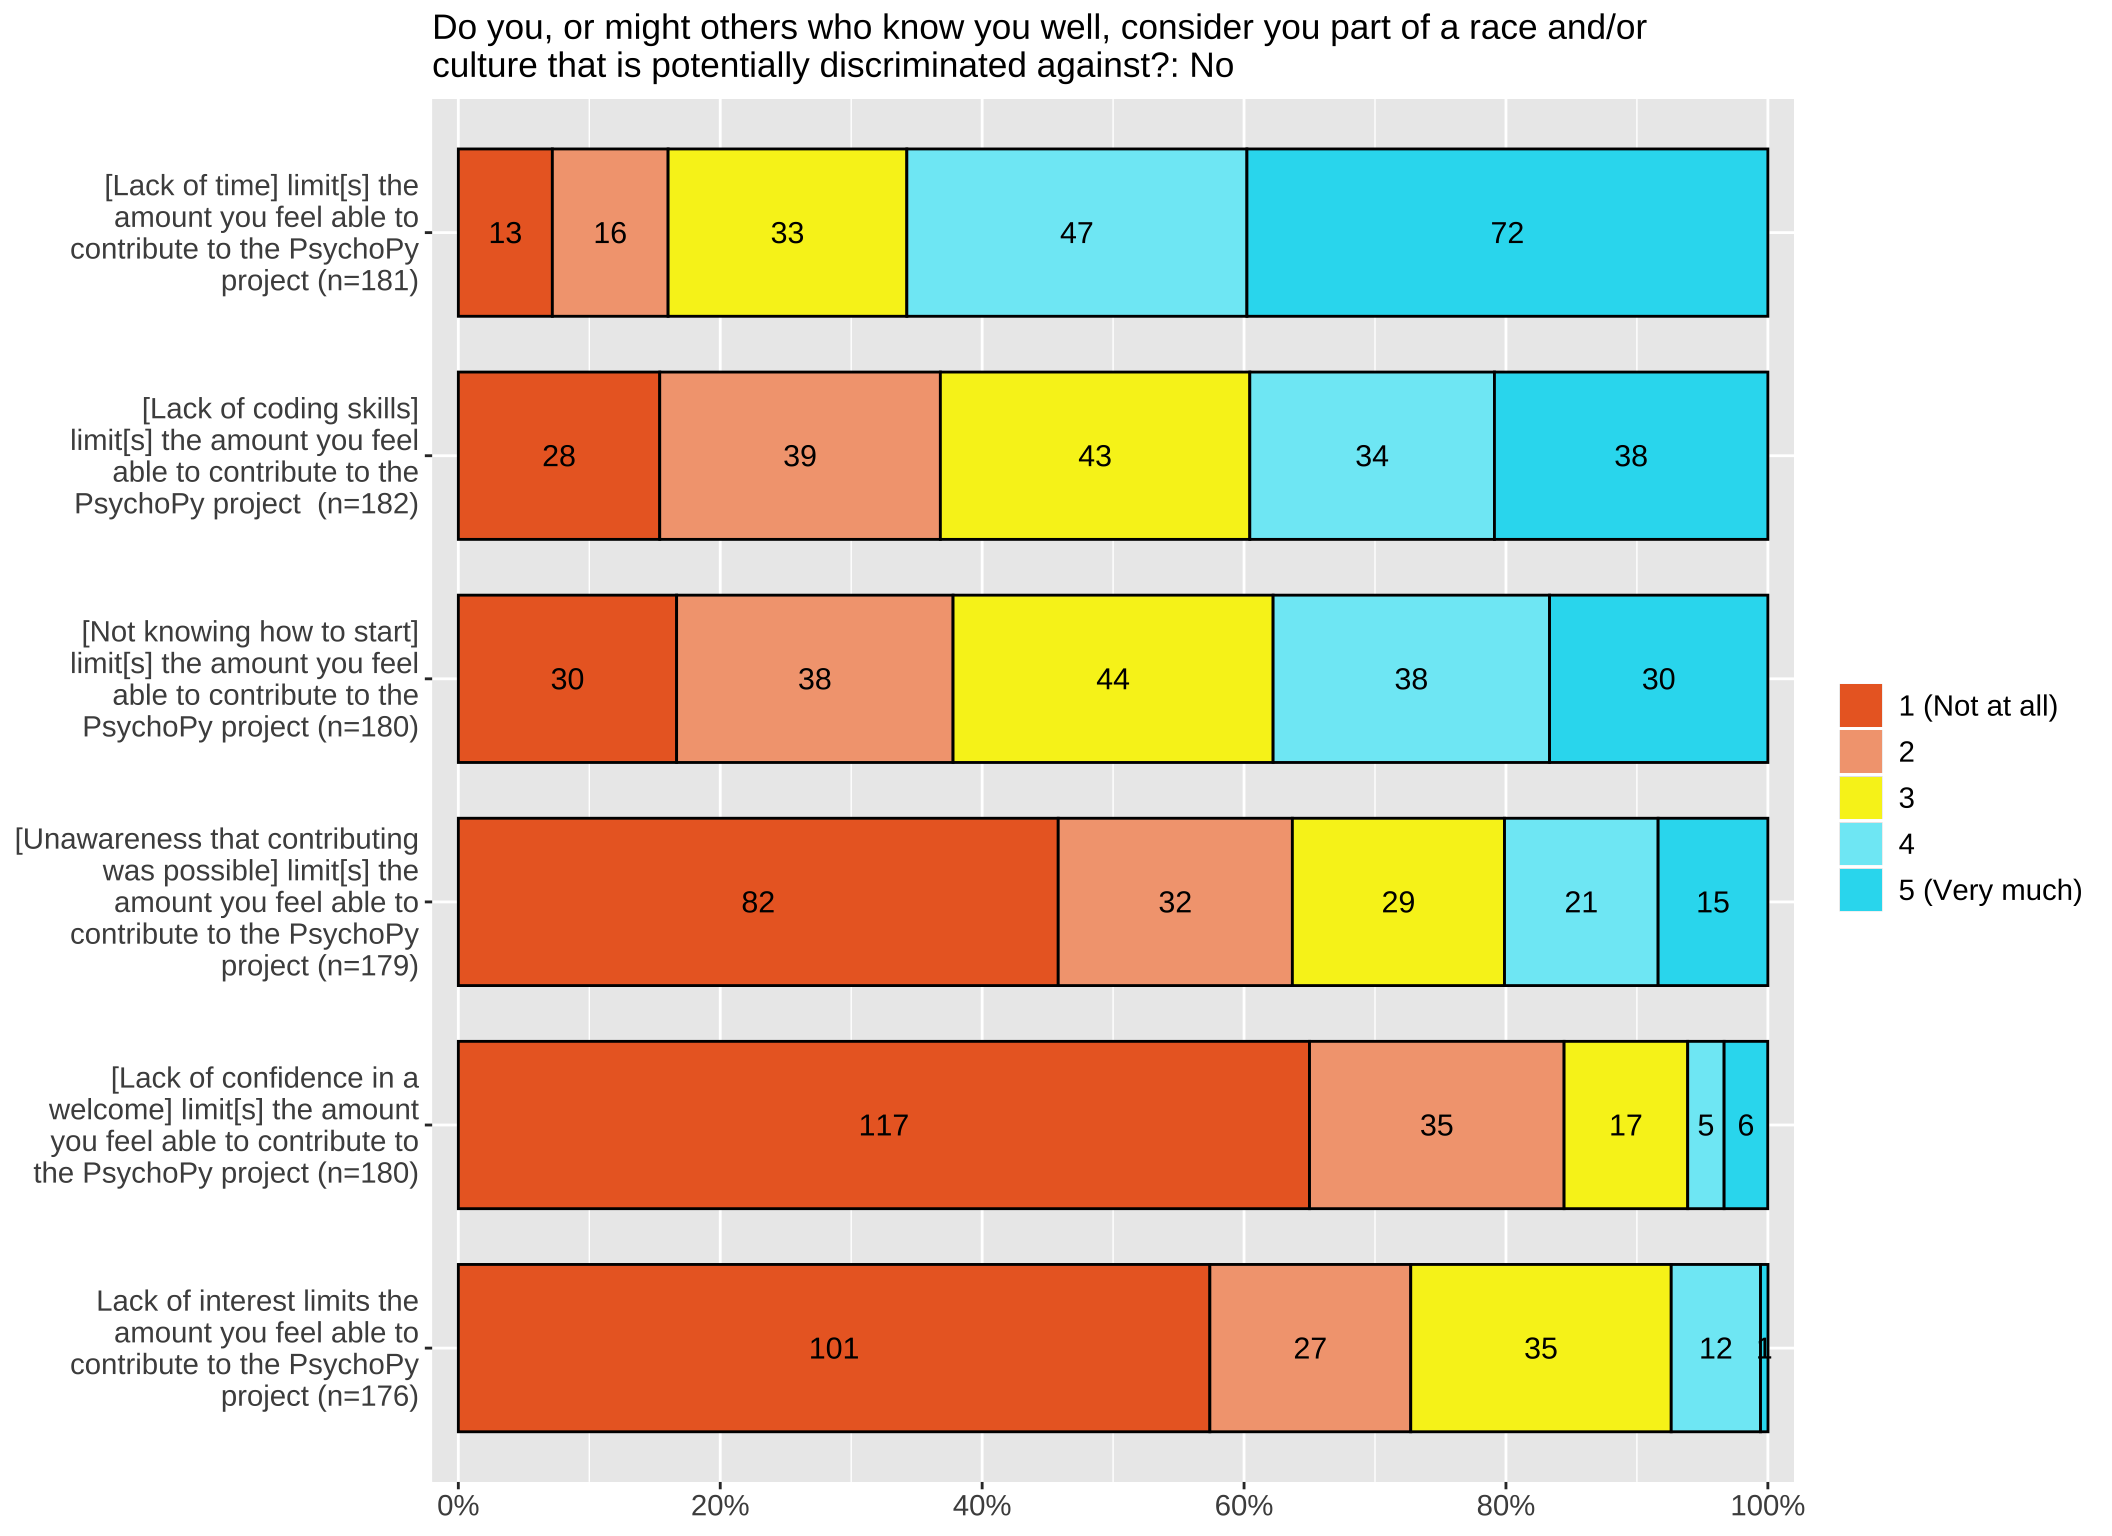 Do you, or might others who know you well, consider you part of a race and/or
culture that is potentially discriminated against?: No
[Lack of time] limit[s] the
amount you feel able to
contribute to the PsychoPy
project (n=181)
13 16 33 47 72
[Lack of coding skills]
limit[s] the amount you feel
able to contribute to the
PsychoPy project  (n=182)
28 39 43 34 38
[Not knowing how to start]
limit[s] the amount you feel
able to contribute to the
PsychoPy project (n=180)
30 38 44 38 30
[Unawareness that contributing
was possible] limit[s] the
amount you feel able to
contribute to the PsychoPy
project (n=179)
82 32 29 21 15
[Lack of confidence in a
welcome] limit[s] the amount
you feel able to contribute to
the PsychoPy project (n=180)
117 35 17 5 6
Lack of interest limits the
amount you feel able to
contribute to the PsychoPy
project (n=176)
101 27 35 12 1
0% 20% 40% 60% 80% 100%
1 (Not at all)
2
3
4
5 (Very much)